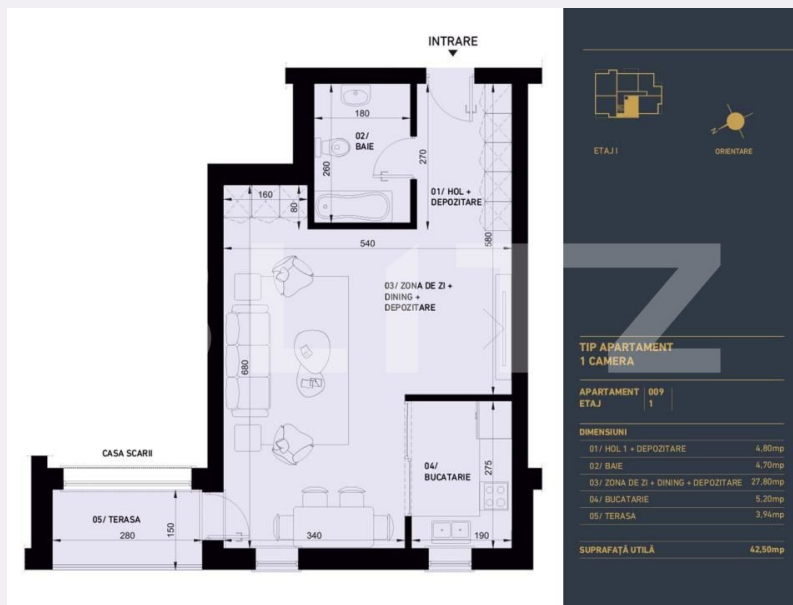 INTRARE
180
02/
BAIE
260
270
01/ HOL +
DEPOZITARE
160
80
540
580
03/ ZONA DE ZI +
DINING +
DEPOZITARE
680
CASA SCARII
05/ TERASA
280
150
340
04/
BUCATARIE
275
190
ETAJ I
N
ORIENTARE
TIP APARTAMENT
1 CAMERA
APARTAMENT 009
ETAJ 1
DIMENSIUNI
01/ HOL 1 + DEPOZITARE 4,80mp
02/ BAIE 4,70mp
03/ ZONA DE ZI + DINING + DEPOZITARE 27,80mp
04/ BUCATARIE 5,20mp
05/ TERASA 3,94mp
SUPRAFAȚĂ UTILĂ 42,50mp